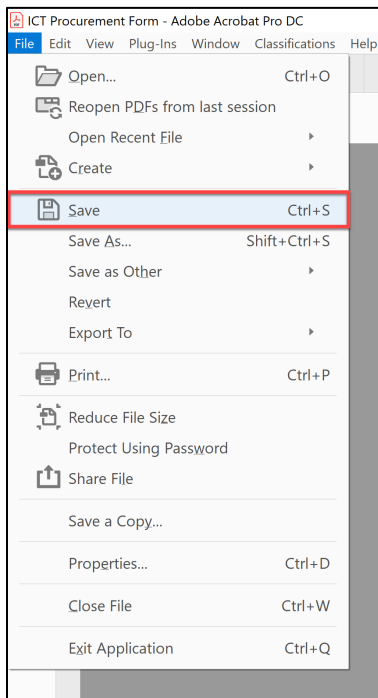 ICT Procurement Form - Adobe Acrobat Pro DC
File Edit View Plug-Ins Window Classifications Help
Open... Ctrl+O
Reopen PDFs from last session
Open Recent File
Create
Save Ctrl+S
Save As... Shift+Ctrl+S
Save as Other
Revert
Export To
Print... Ctrl+P
Reduce File Size
Protect Using Password
Share File
Save a Copy...
Properties... Ctrl+D
Close File Ctrl+W
Exit Application Ctrl+Q